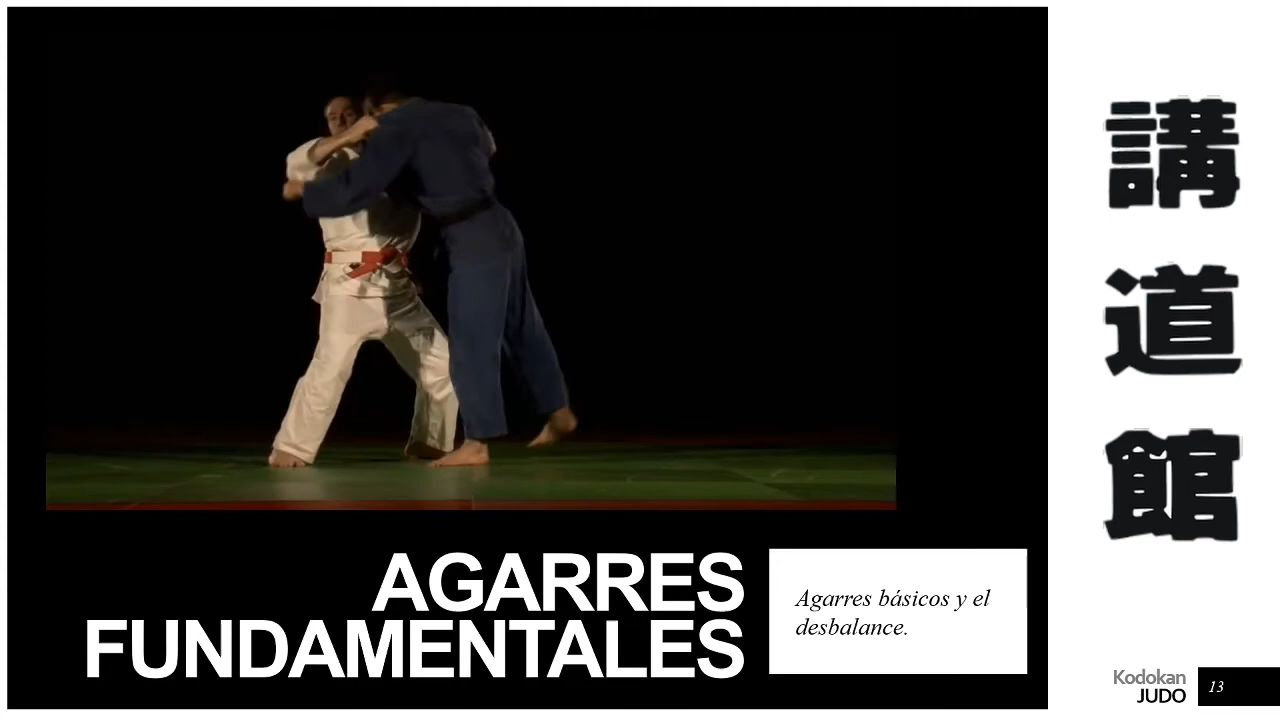 AGARRES
FUNDAMENTALES
Agarres básicos y el
desbalance.
講
道
館
Kodokan
JUDO
13